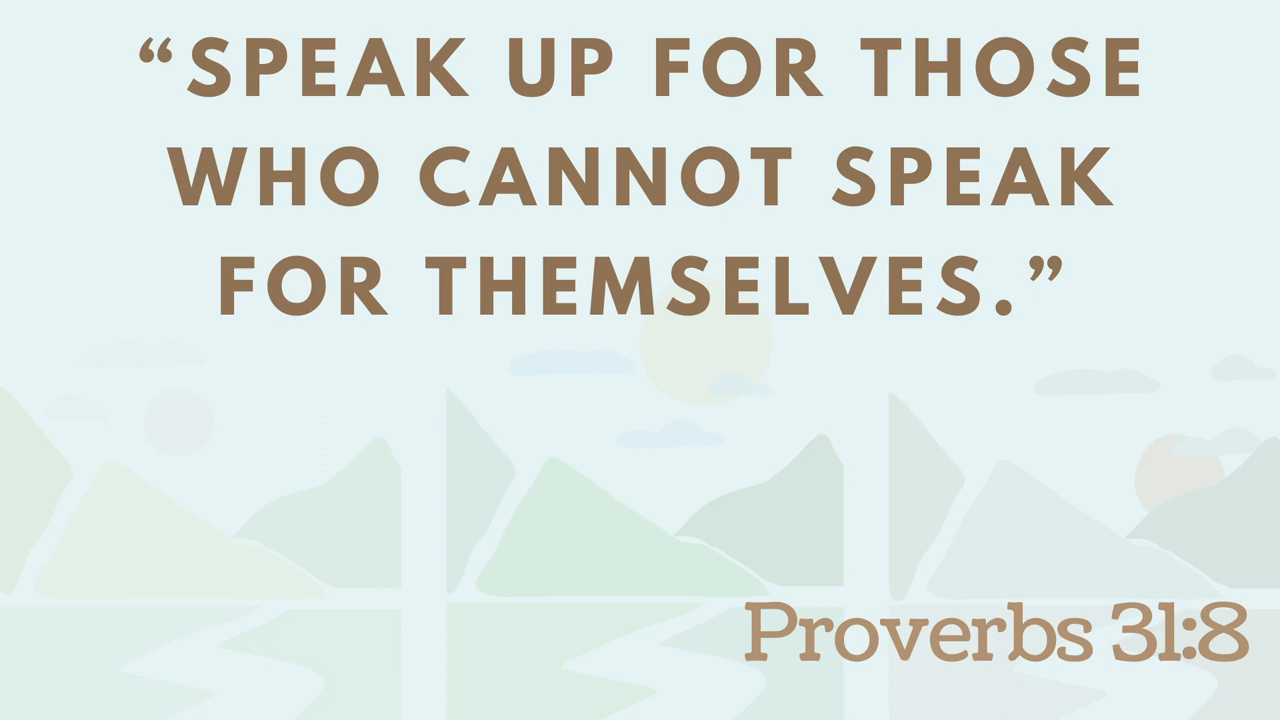 “SPEAK UP FOR THOSE
WHO CANNOT SPEAK
FOR THEMSELVES.”
Proverbs 31:8